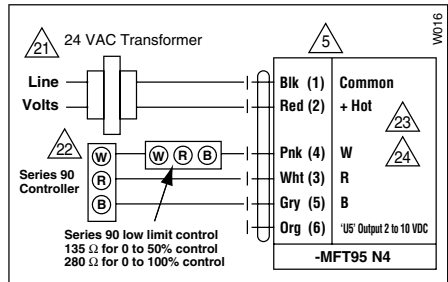 W016
21 24 VAC Transformer 5
Line Blk (1) Common
Volts Red (2) + Hot
23
22 24
W W R B Pnk (4) W
Series 90
Controller
R Wht (3) R
B Gry (5) B
Org (6) 'U5' Output 2 to 10 VDC
Series 90 low limit control
135 Ω for 0 to 50% control
280 Ω for 0 to 100% control
-MFT95 N4